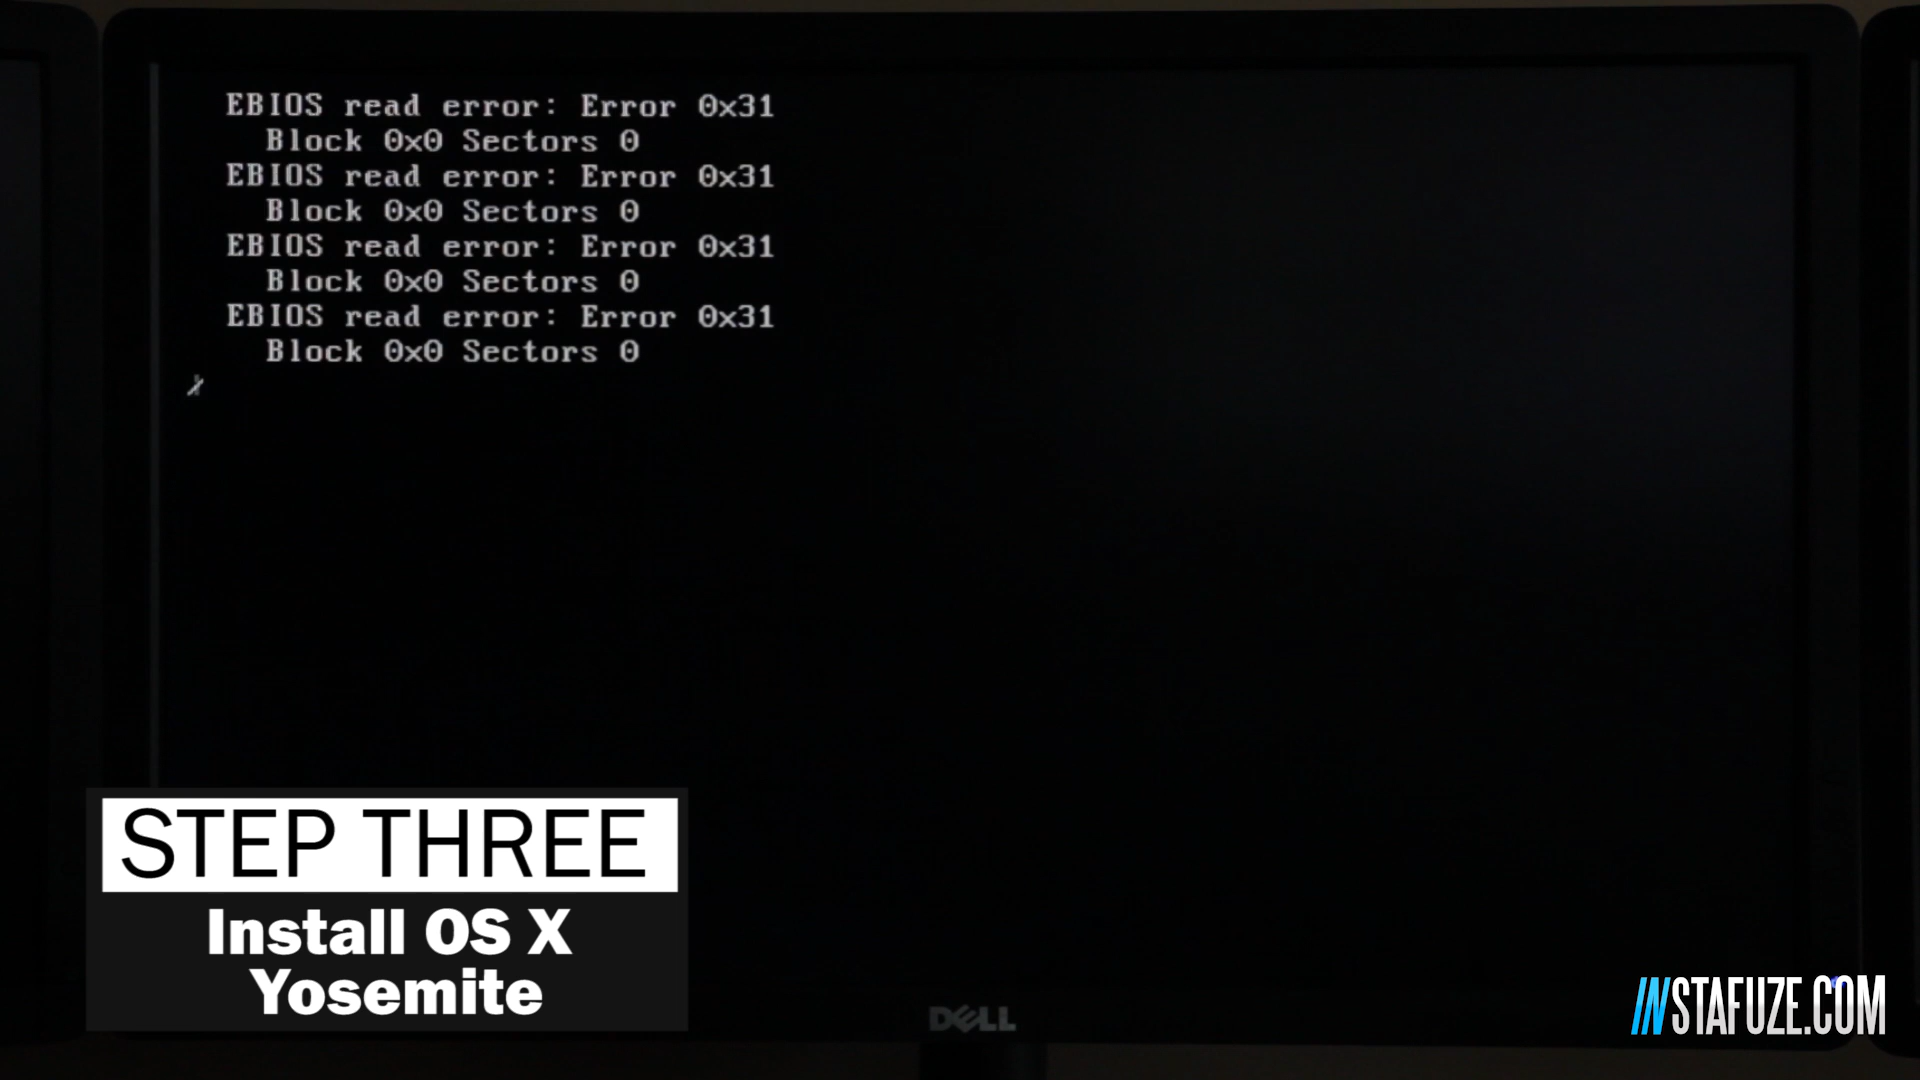 EBIOS read error: Error 0x31
Block 0x0 Sectors 0
EBIOS read error: Error 0x31
Block 0x0 Sectors 0
EBIOS read error: Error 0x31
Block 0x0 Sectors 0
EBIOS read error: Error 0x31
Block 0x0 Sectors 0
STEP THREE
Install OS X
Yosemite
DELL
INSTAFUZE.COM